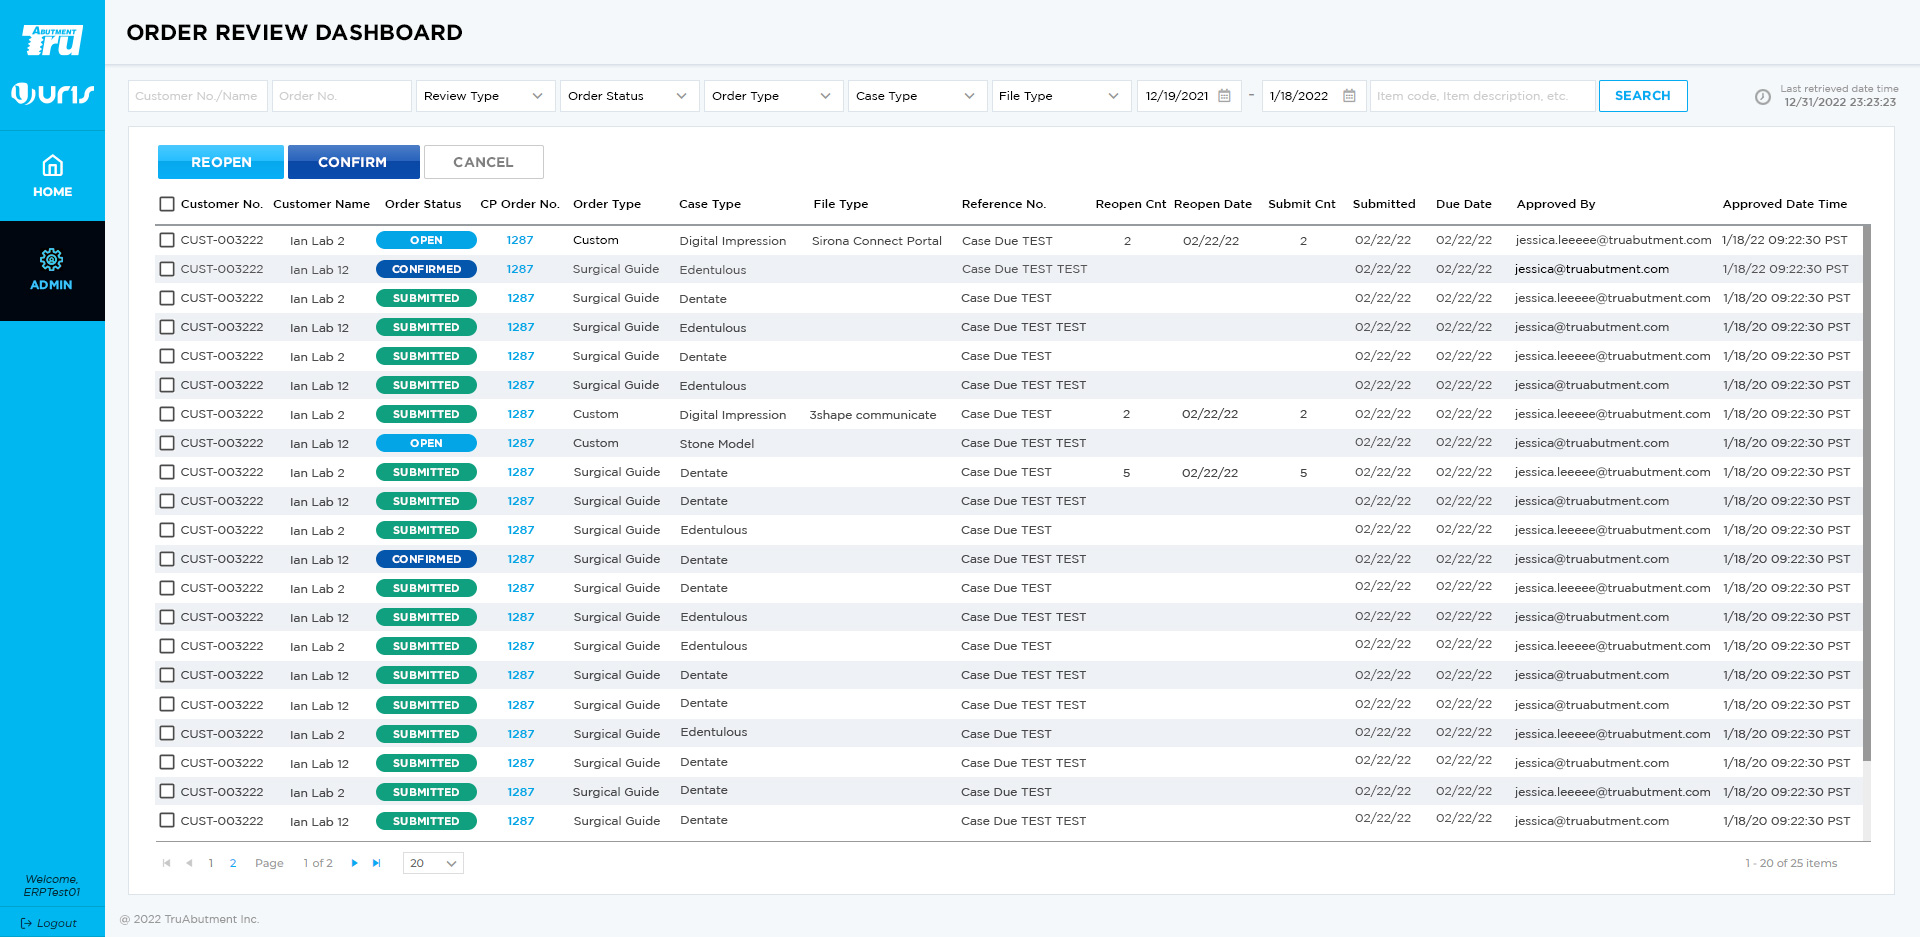 ABUTMENT
Tru
URIS
HOME
ADMIN
Welcome,
ERPTest01
Logout
ORDER REVIEW DASHBOARD
Customer No./Name Order No. Review Type Order Status Order Type Case Type File Type 12/19/2021 - 1/18/2022 Item code, Item description, etc. SEARCH
Last retrieved date time
12/31/2022 23:23:23
REOPEN CONFIRM CANCEL
Customer No. Customer Name Order Status CP Order No. Order Type Case Type File Type Reference No. Reopen Cnt Reopen Date Submit Cnt Submitted Due Date Approved By Approved Date Time
CUST-003222 Ian Lab 2 OPEN 1287 Custom Digital Impression Sirona Connect Portal Case Due TEST 2 02/22/22 2 02/22/22 02/22/22 jessica.leeeee@truabutment.com 1/18/22 09:22:30 PST
CUST-003222 Ian Lab 12 CONFIRMED 1287 Surgical Guide Edentulous Case Due TEST TEST 02/22/22 02/22/22 jessica@truabutment.com 1/18/22 09:22:30 PST
CUST-003222 Ian Lab 2 SUBMITTED 1287 Surgical Guide Dentate Case Due TEST 02/22/22 02/22/22 jessica.leeeee@truabutment.com 1/18/20 09:22:30 PST
CUST-003222 Ian Lab 12 SUBMITTED 1287 Surgical Guide Edentulous Case Due TEST TEST 02/22/22 02/22/22 jessica@truabutment.com 1/18/20 09:22:30 PST
CUST-003222 Ian Lab 2 SUBMITTED 1287 Surgical Guide Dentate Case Due TEST 02/22/22 02/22/22 jessica.leeeee@truabutment.com 1/18/20 09:22:30 PST
CUST-003222 Ian Lab 12 SUBMITTED 1287 Surgical Guide Edentulous Case Due TEST TEST 02/22/22 02/22/22 jessica@truabutment.com 1/18/20 09:22:30 PST
CUST-003222 Ian Lab 2 SUBMITTED 1287 Custom Digital Impression 3shape communicate Case Due TEST 2 02/22/22 2 02/22/22 02/22/22 jessica.leeeee@truabutment.com 1/18/20 09:22:30 PST
CUST-003222 Ian Lab 12 OPEN 1287 Custom Stone Model Case Due TEST TEST 02/22/22 02/22/22 jessica@truabutment.com 1/18/20 09:22:30 PST
CUST-003222 Ian Lab 2 SUBMITTED 1287 Surgical Guide Dentate Case Due TEST 5 02/22/22 5 02/22/22 02/22/22 jessica.leeeee@truabutment.com 1/18/20 09:22:30 PST
CUST-003222 Ian Lab 12 SUBMITTED 1287 Surgical Guide Dentate Case Due TEST TEST 02/22/22 02/22/22 jessica@truabutment.com 1/18/20 09:22:30 PST
CUST-003222 Ian Lab 2 SUBMITTED 1287 Surgical Guide Edentulous Case Due TEST 02/22/22 02/22/22 jessica.leeeee@truabutment.com 1/18/20 09:22:30 PST
CUST-003222 Ian Lab 12 CONFIRMED 1287 Surgical Guide Dentate Case Due TEST TEST 02/22/22 02/22/22 jessica@truabutment.com 1/18/20 09:22:30 PST
CUST-003222 Ian Lab 2 SUBMITTED 1287 Surgical Guide Dentate Case Due TEST 02/22/22 02/22/22 jessica.leeeee@truabutment.com 1/18/20 09:22:30 PST
CUST-003222 Ian Lab 12 SUBMITTED 1287 Surgical Guide Edentulous Case Due TEST TEST 02/22/22 02/22/22 jessica@truabutment.com 1/18/20 09:22:30 PST
CUST-003222 Ian Lab 2 SUBMITTED 1287 Surgical Guide Edentulous Case Due TEST 02/22/22 02/22/22 jessica.leeeee@truabutment.com 1/18/20 09:22:30 PST
CUST-003222 Ian Lab 12 SUBMITTED 1287 Surgical Guide Dentate Case Due TEST TEST 02/22/22 02/22/22 jessica@truabutment.com 1/18/20 09:22:30 PST
CUST-003222 Ian Lab 12 SUBMITTED 1287 Surgical Guide Dentate Case Due TEST TEST 02/22/22 02/22/22 jessica@truabutment.com 1/18/20 09:22:30 PST
CUST-003222 Ian Lab 2 SUBMITTED 1287 Surgical Guide Edentulous Case Due TEST 02/22/22 02/22/22 jessica.leeeee@truabutment.com 1/18/20 09:22:30 PST
CUST-003222 Ian Lab 12 SUBMITTED 1287 Surgical Guide Dentate Case Due TEST TEST 02/22/22 02/22/22 jessica@truabutment.com 1/18/20 09:22:30 PST
CUST-003222 Ian Lab 2 SUBMITTED 1287 Surgical Guide Dentate Case Due TEST 02/22/22 02/22/22 jessica.leeeee@truabutment.com 1/18/20 09:22:30 PST
CUST-003222 Ian Lab 12 SUBMITTED 1287 Surgical Guide Dentate Case Due TEST TEST 02/22/22 02/22/22 jessica@truabutment.com 1/18/20 09:22:30 PST
1 2 Page 1 of 2 20 1 - 20 of 25 items
@ 2022 TruAbutment Inc.